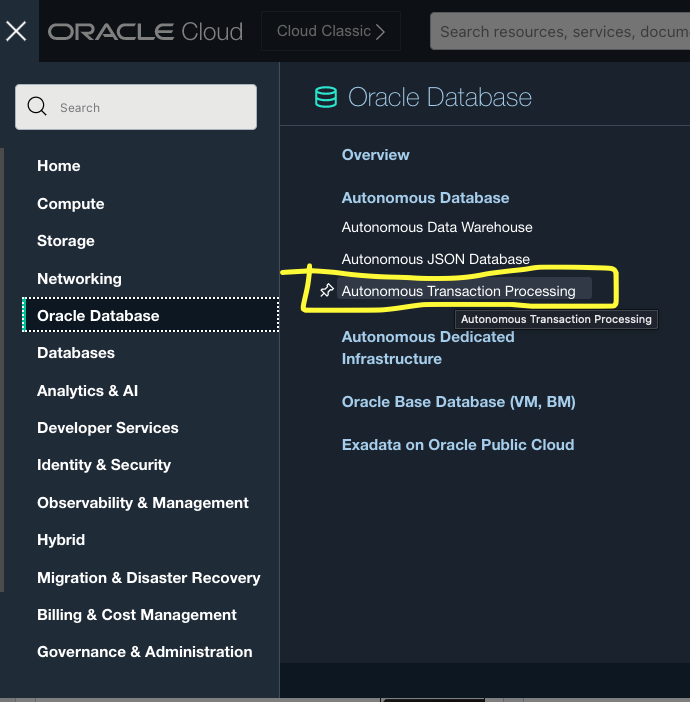 ORACLE Cloud
Cloud Classic
Search resources, services, docum
Search
Home
Compute
Storage
Networking
Oracle Database
Databases
Analytics & AI
Developer Services
Identity & Security
Observability & Management
Hybrid
Migration & Disaster Recovery
Billing & Cost Management
Governance & Administration
Oracle Database
Overview
Autonomous Database
Autonomous Data Warehouse
Autonomous JSON Database
Autonomous Transaction Processing
Autonomous Transaction Processing
Autonomous Dedicated
Infrastructure
Oracle Base Database (VM, BM)
Exadata on Oracle Public Cloud